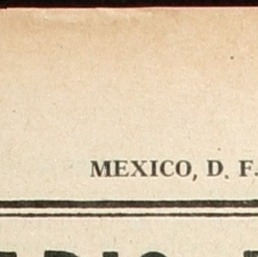 MEXICO, D. F.